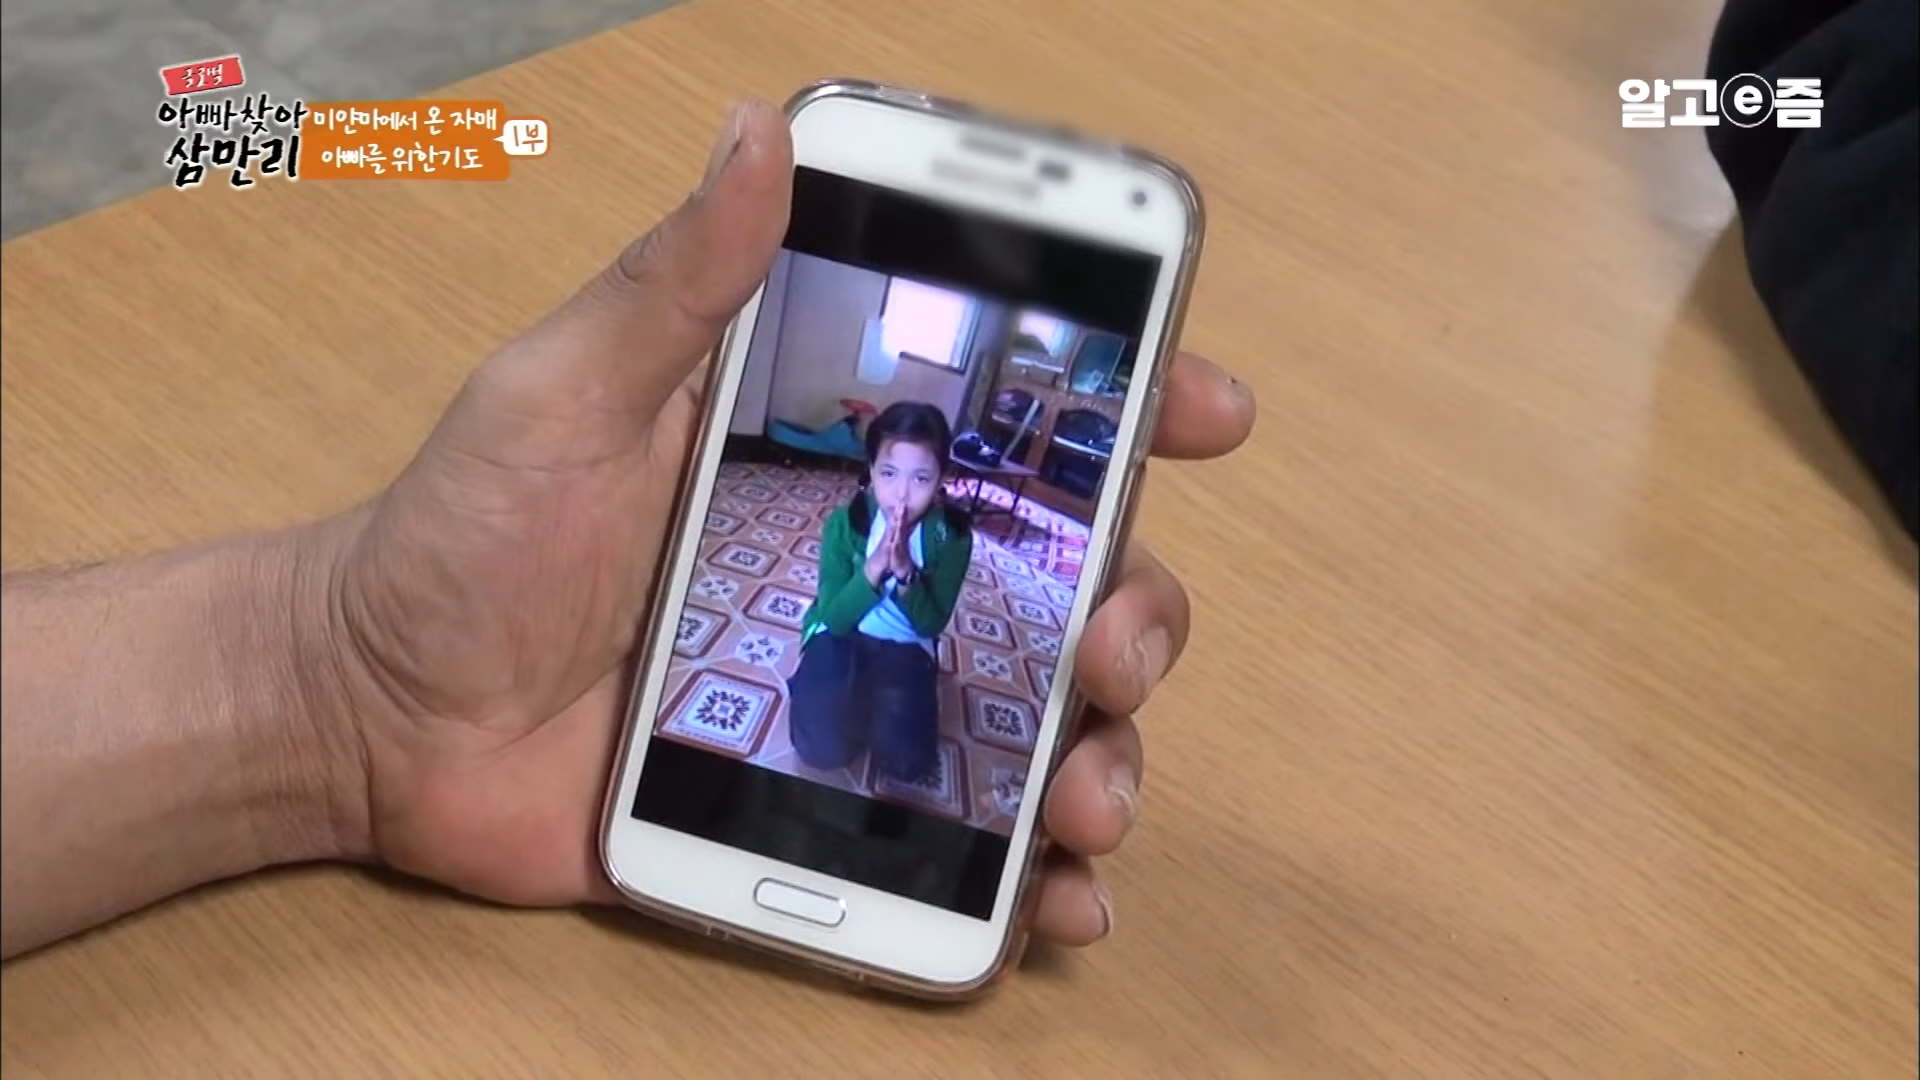 글로벌
아빠찾아
삼만리
미얀마에서 온 자매
아빠를 위한기도
1부
알고e즘